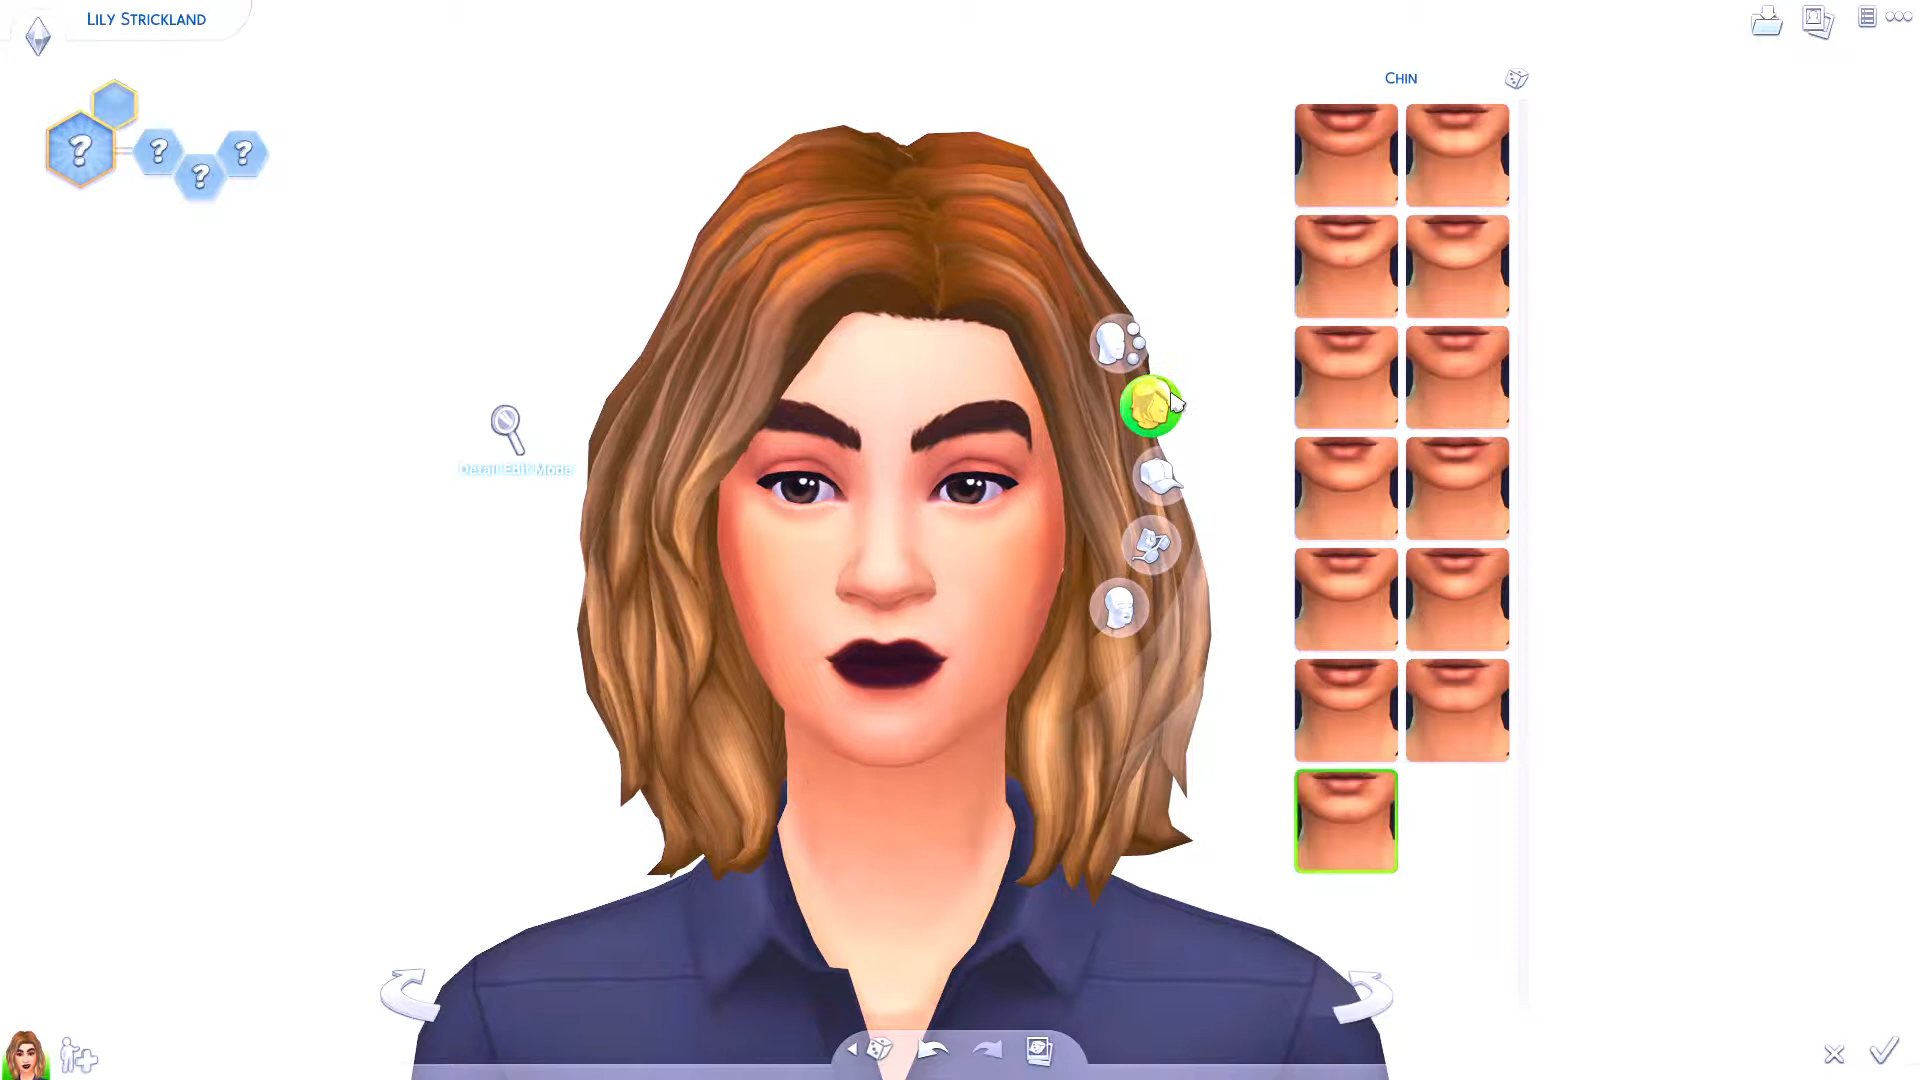 LILY STRICKLAND
CHIN
?
? ? ?
Detail Edit Mode